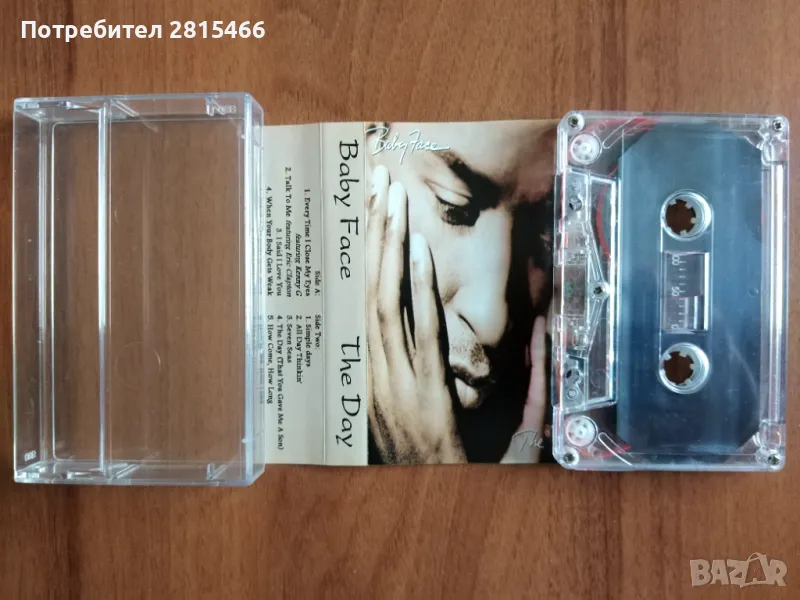 Потребител 2815466
Baby Face
The Day
Side A:
1. Every Time I Close My Eyes
featuring Kenny G
2. Talk To Me featuring Eric Clapton
3. I Said I Love You
4. When Your Body Gets Weak
Side Two:
1. Simple days
2. All Day Thinkin'
3. Seven Seas
4. The Day (That You Gave Me A Son)
5. How Come, How Long
Baby Face
The
50
BAZAR